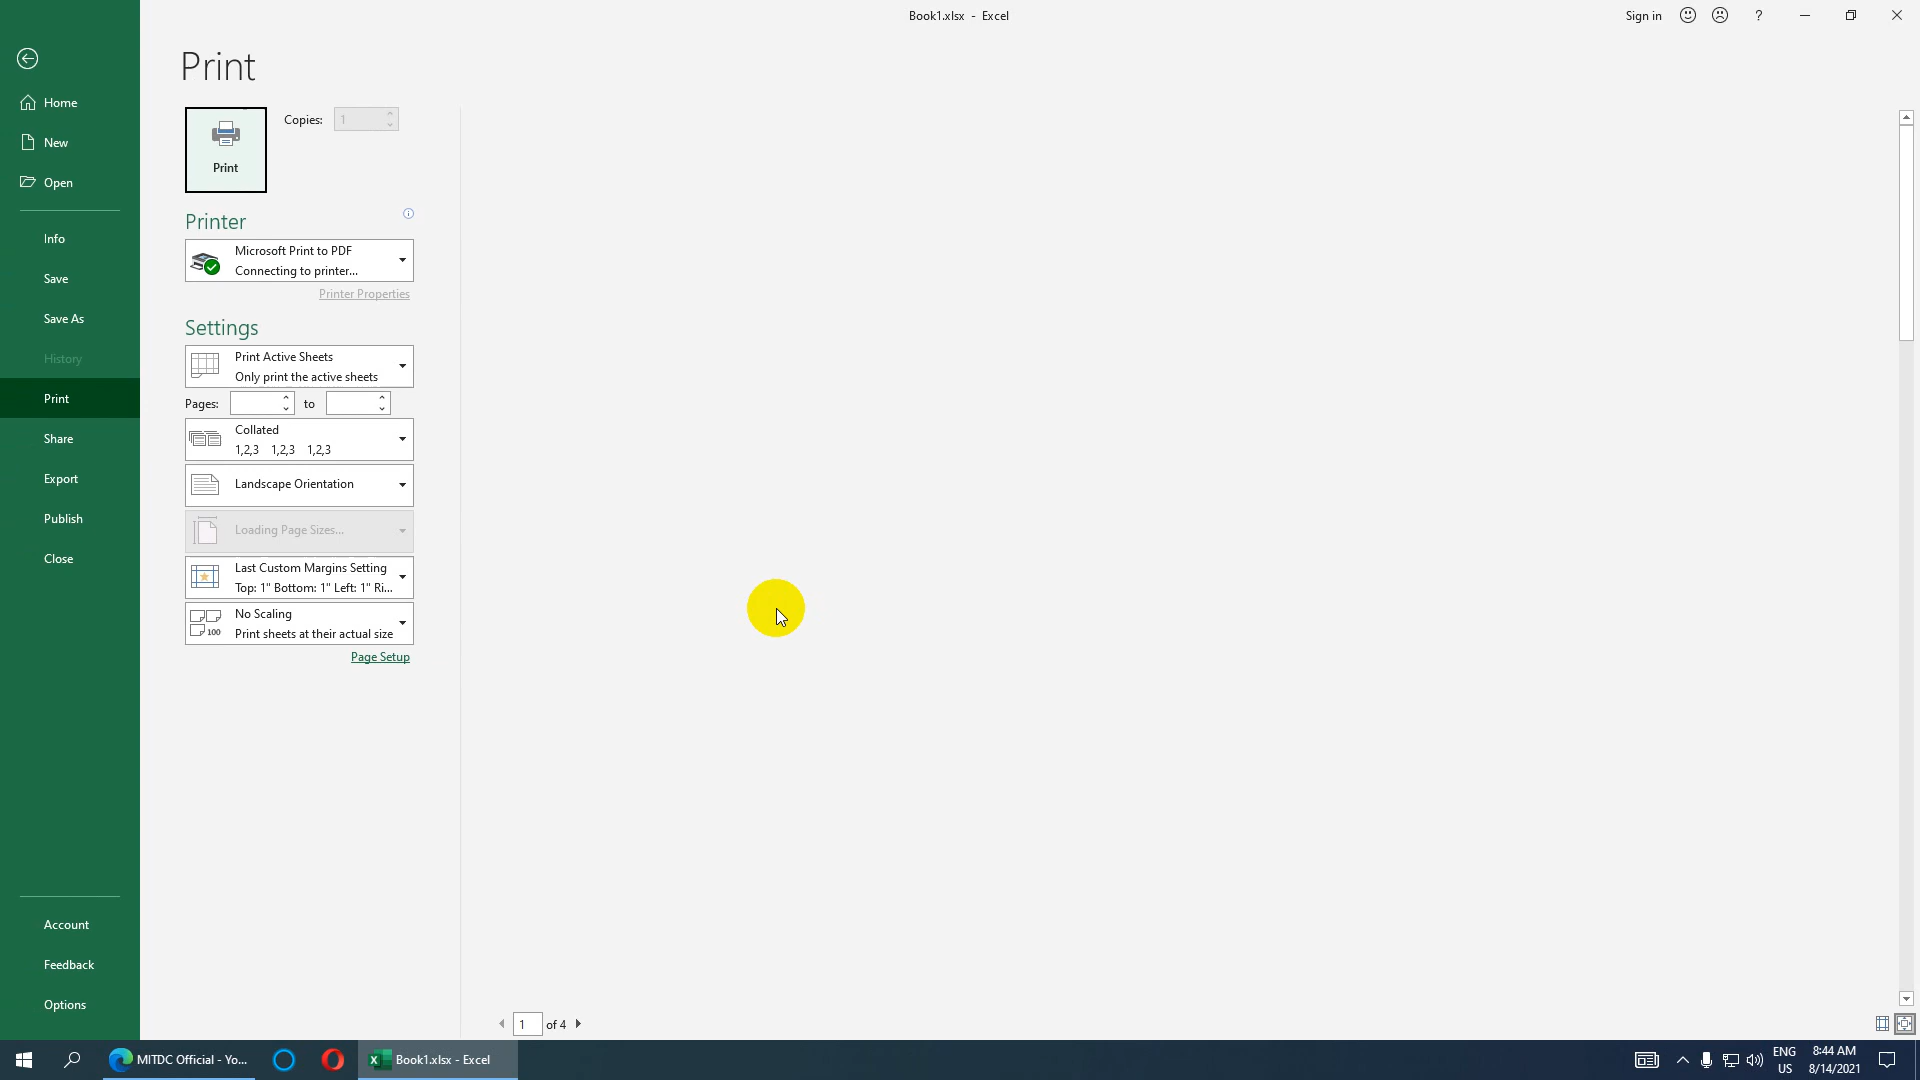 Book1.xlsx - Excel
Sign in
?
Print
Home
New
Open
Info
Save
Save As
History
Print
Share
Export
Publish
Close
Account
Feedback
Options
Print
Copies: 1
Printer
Microsoft Print to PDF
Connecting to printer...
Printer Properties
Settings
Print Active Sheets
Only print the active sheets
Pages: to
Collated
1,2,3 1,2,3 1,2,3
Landscape Orientation
Loading Page Sizes...
Last Custom Margins Setting
Top: 1" Bottom: 1" Left: 1" Ri...
No Scaling
100
Print sheets at their actual size
Page Setup
1 of 4
MITDC Official - Yo...
Book1.xlsx - Excel
ENG
US
8:44 AM
8/14/2021